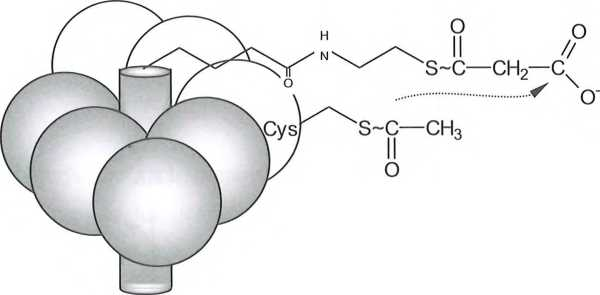 O
H
N
O
S~C—CH₂—C
O
O⁻
Cys
S~C—CH₃
O